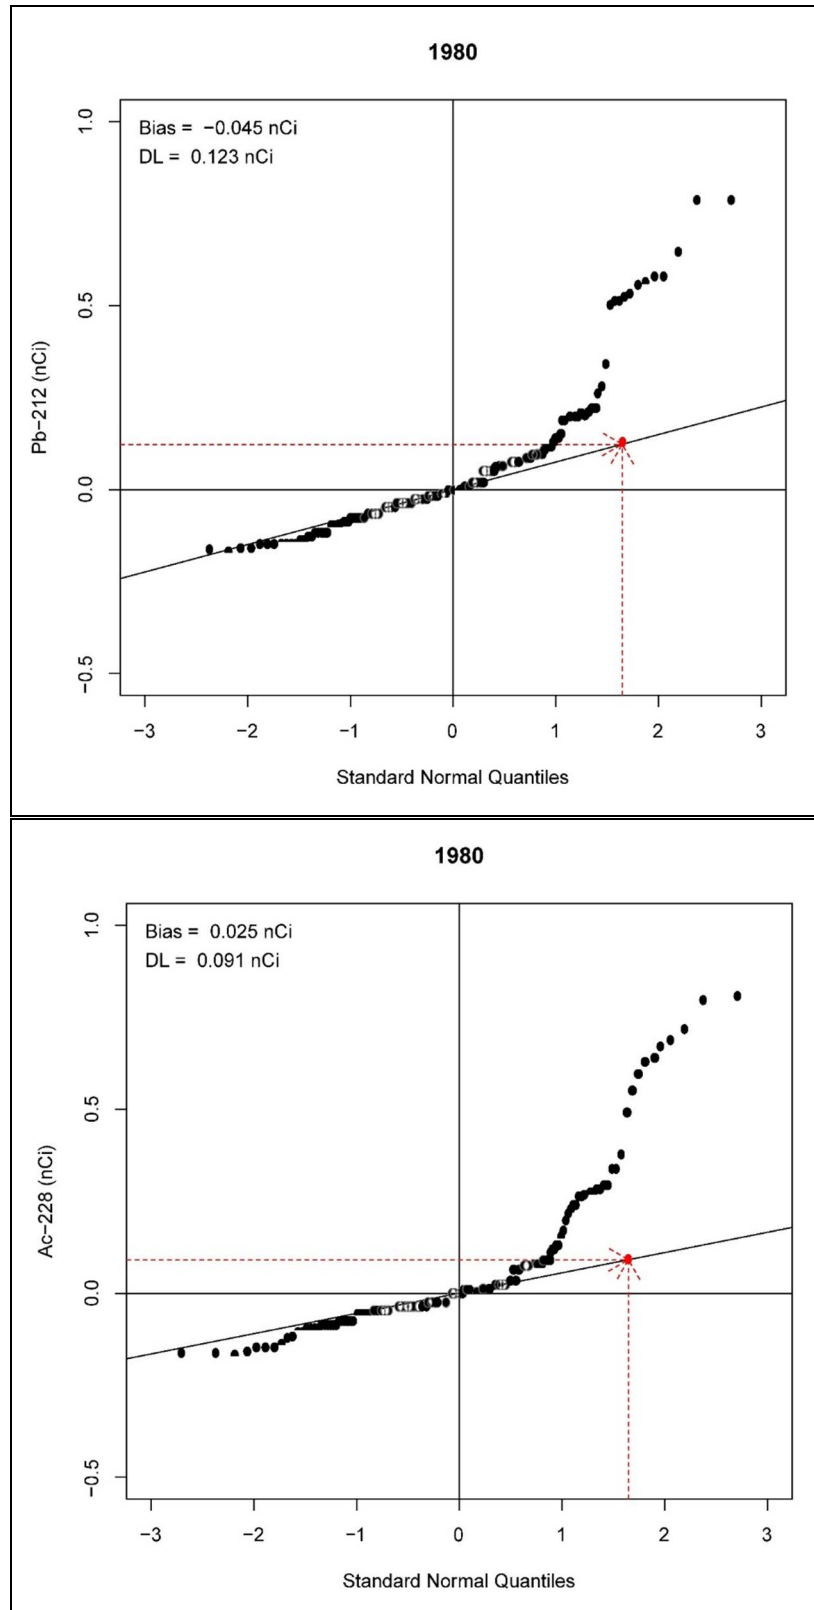 1980
Bias = −0.045 nCi
DL = 0.123 nCi
1.0
0.5
0.0
−0.5
Pb−212 (nCi)
−3 −2 −1 0 1 2 3
Standard Normal Quantiles
1980
Bias = 0.025 nCi
DL = 0.091 nCi
1.0
0.5
0.0
−0.5
Ac−228 (nCi)
−3 −2 −1 0 1 2 3
Standard Normal Quantiles